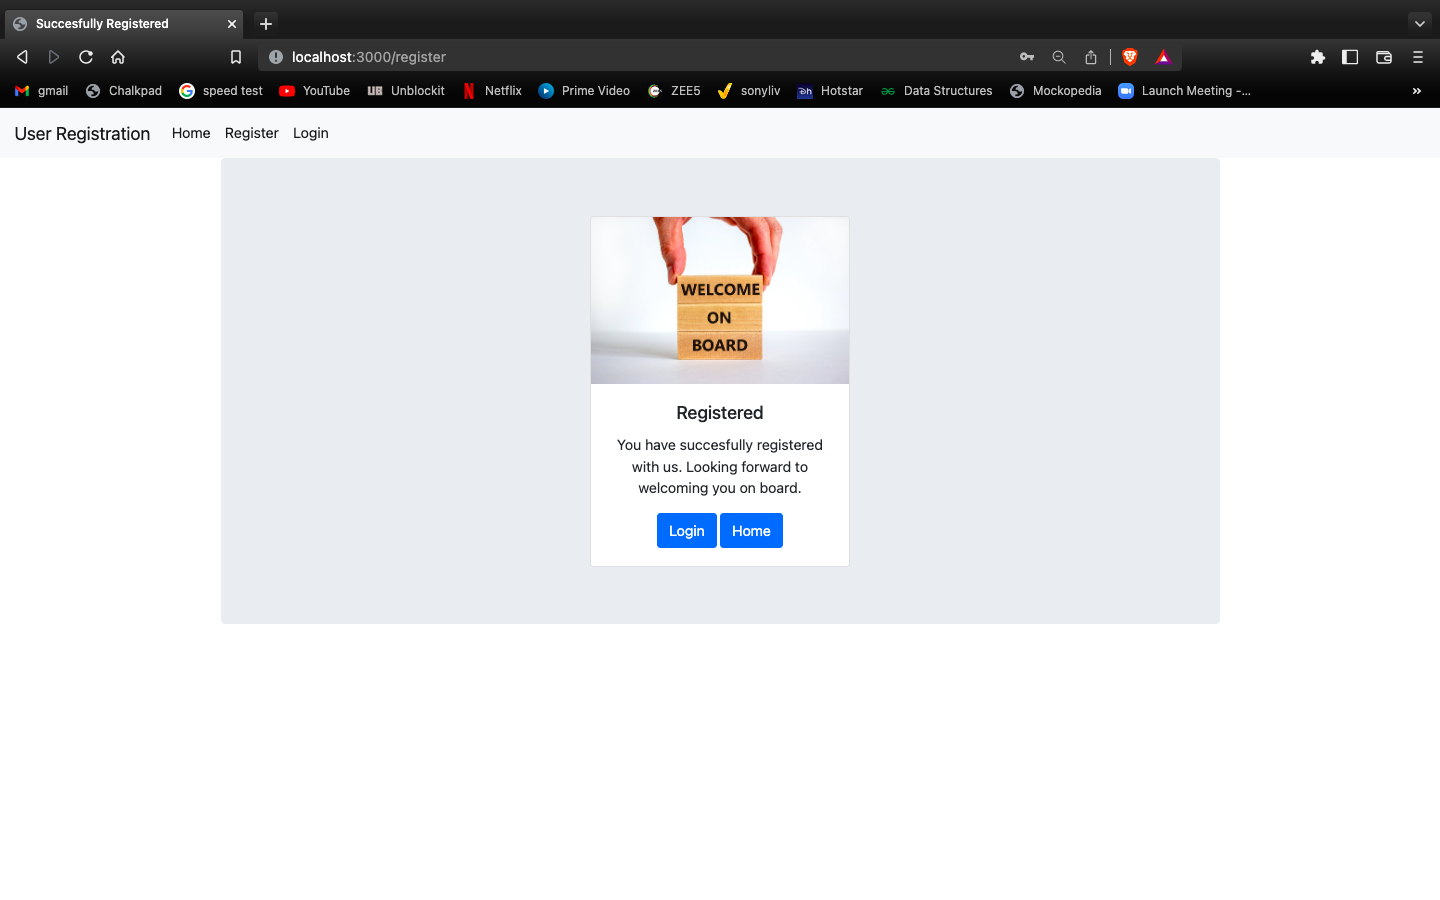 Succesfully Registered
localhost:3000/register
gmail Chalkpad speed test YouTube UB Unblockit Netflix Prime Video ZEE5 sonyliv Hotstar Data Structures Mockopedia Launch Meeting -...
User Registration Home Register Login
WELCOME
ON
BOARD
Registered
You have succesfully registered
with us. Looking forward to
welcoming you on board.
Login Home